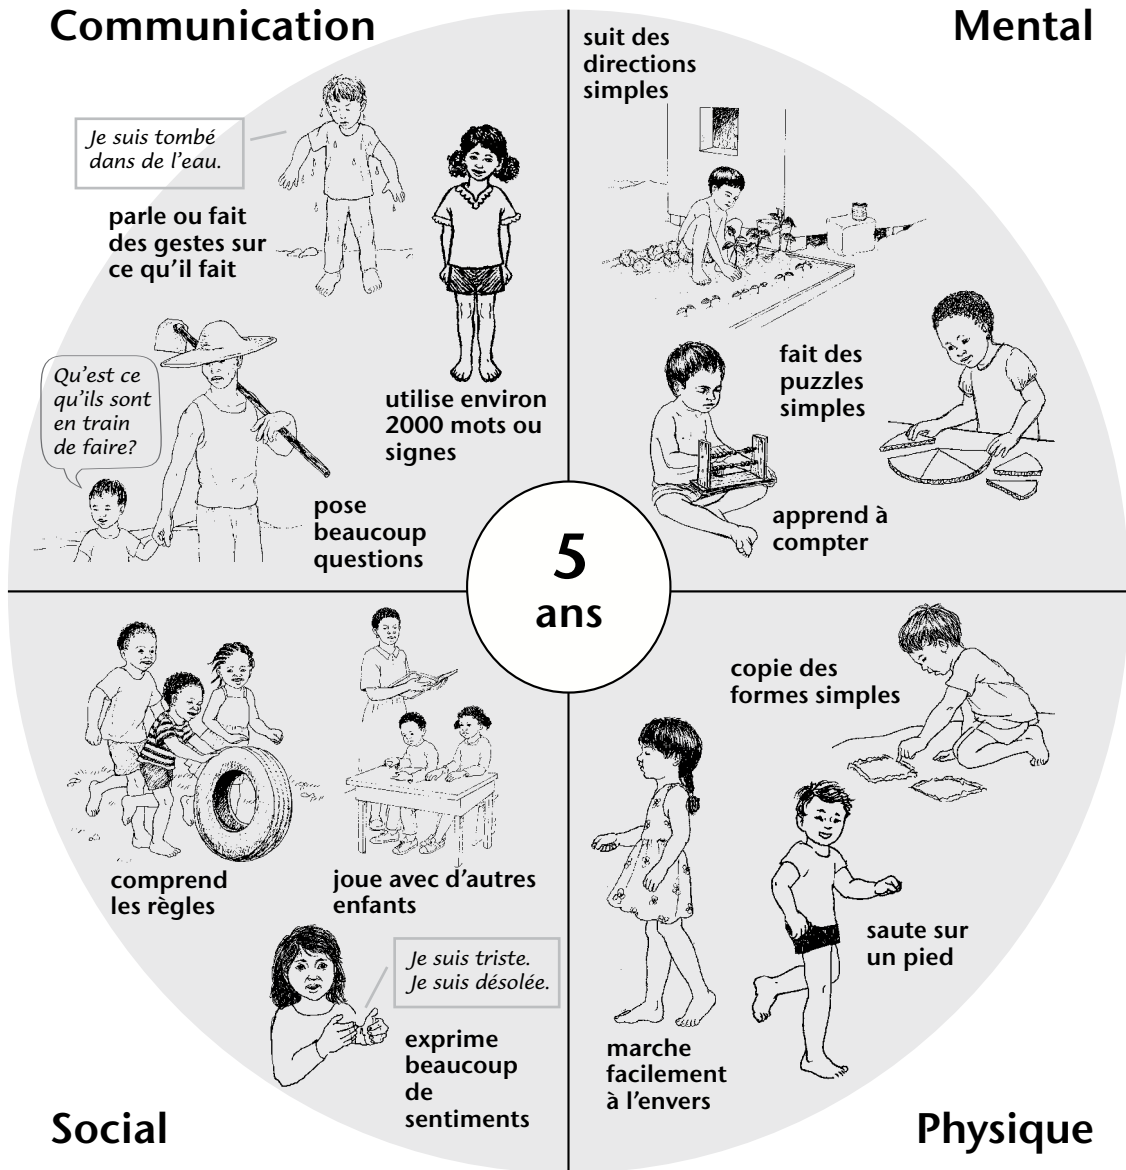 Communication
Je suis tombé
dans de l'eau.
parle ou fait
des gestes sur
ce qu'il fait
utilise environ
2000 mots ou
signes
Qu'est ce
qu'ils sont
en train
de faire?
pose
beaucoup
questions
Mental
suit des
directions
simples
fait des
puzzles
simples
apprend à
compter
5
ans
Social
comprend
les règles
joue avec d'autres
enfants
Je suis triste.
Je suis désolée.
exprime
beaucoup
de
sentiments
Physique
copie des
formes simples
saute sur
un pied
marche
facilement
à l'envers